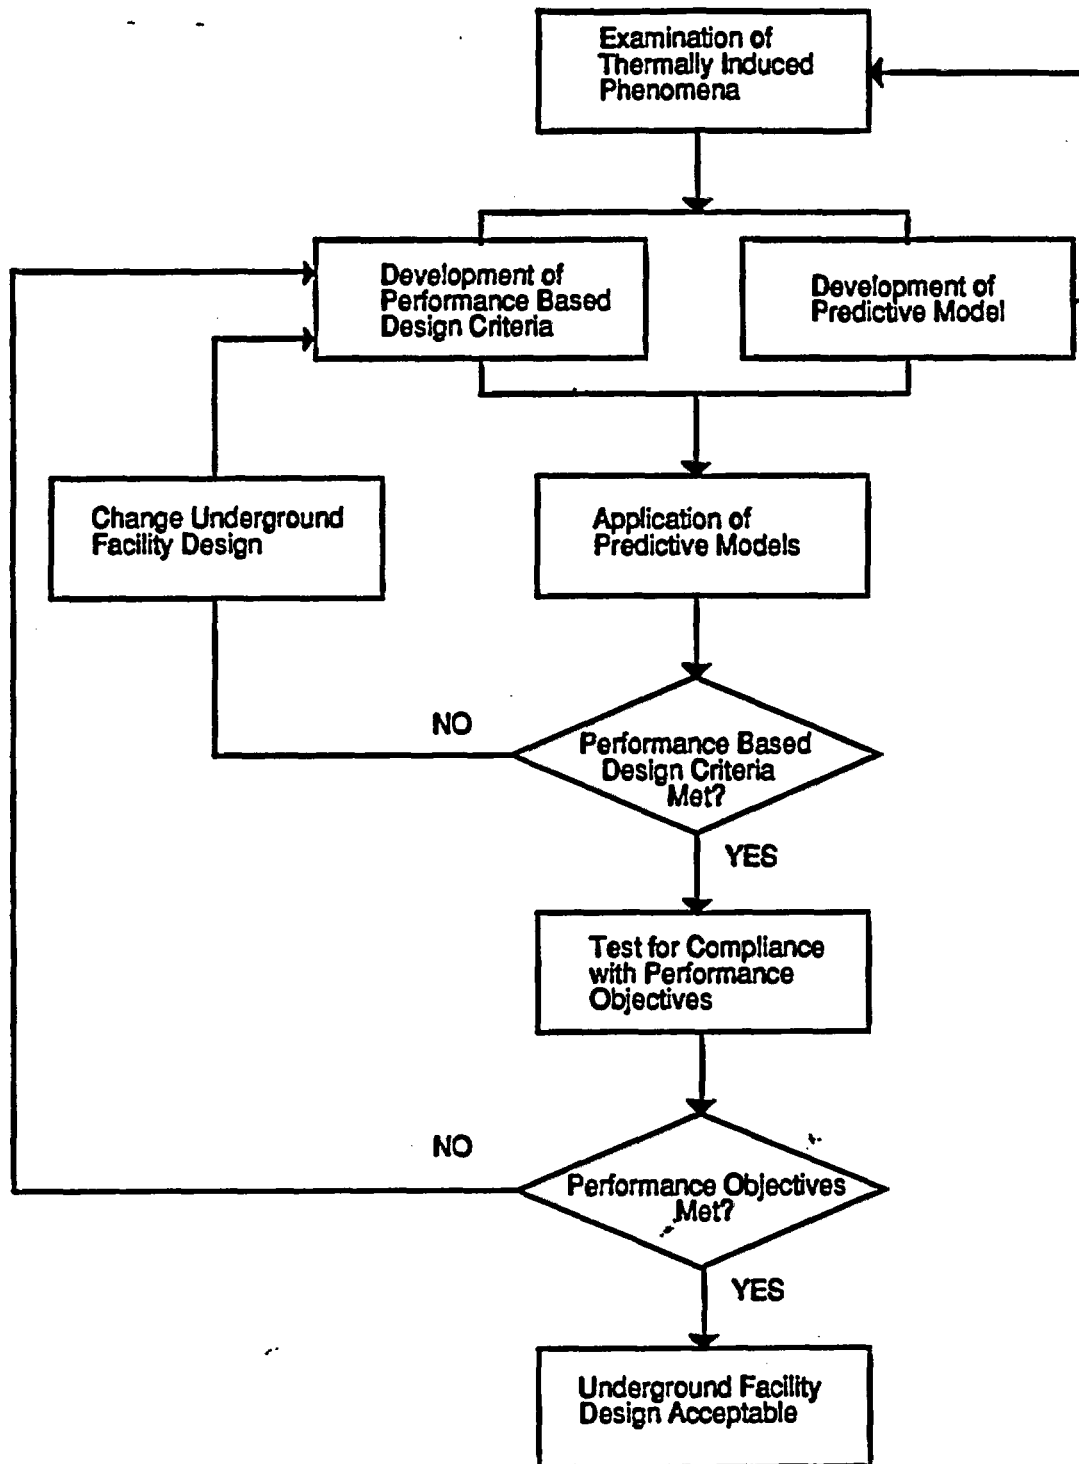 Examination of
Thermally Induced
Phenomena
Development of
Performance Based
Design Criteria
Development of
Predictive Model
Change Underground
Facility Design
Application of
Predictive Models
NO
Performance Based
Design Criteria
Met?
YES
Test for Compliance
with Performance
Objectives
NO
Performance Objectives
Met?
YES
Underground Facility
Design Acceptable